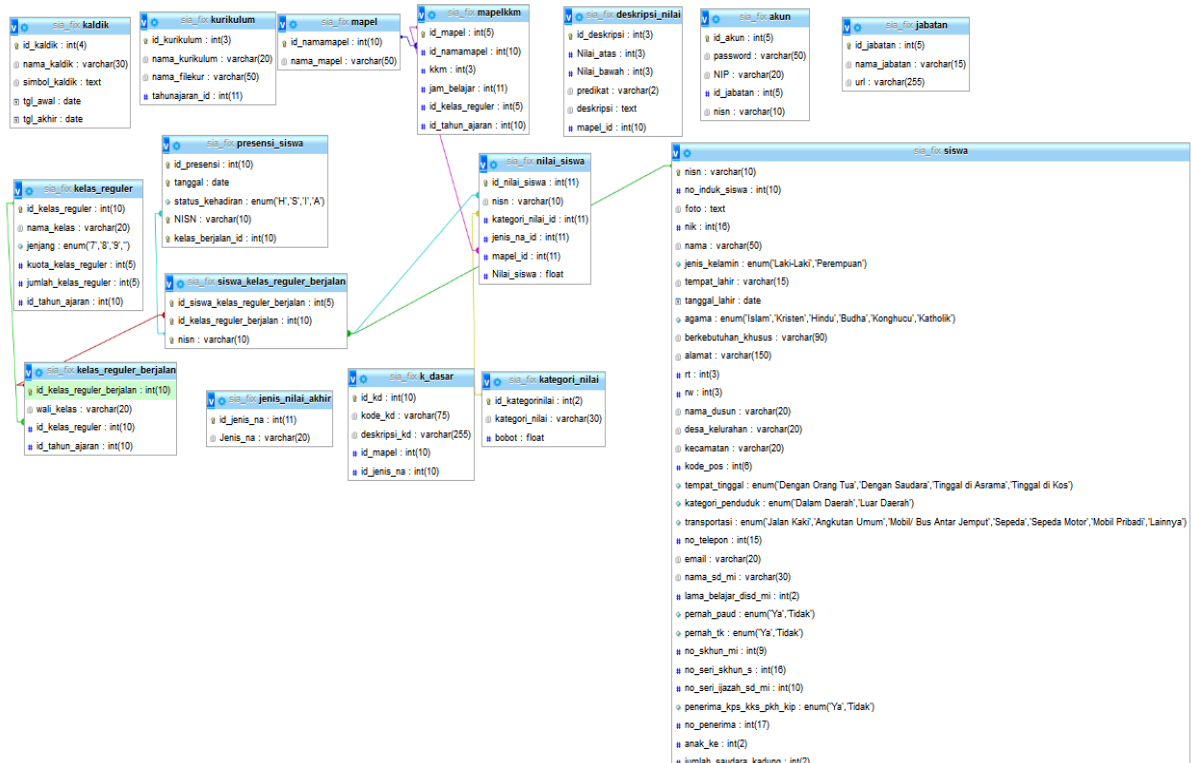 sia_fix kaldik
id_kaldik : int(4)
nama_kaldik : varchar(30)
simbol_kaldik : text
tgl_awal : date
tgl_akhir : date
sia_fix kurikulum
id_kurikulum : int(3)
nama_kurikulum : varchar(20)
nama_filekur : varchar(50)
tahunajaran_id : int(11)
sia_fix mapel
id_namamapel : int(10)
nama_mapel : varchar(50)
sia_fix mapelkkm
id_mapel : int(5)
id_namamapel : int(10)
kkm : int(3)
jam_belajar : int(11)
id_kelas_reguler : int(5)
id_tahun_ajaran : int(10)
sia_fix deskripsi_nilai
id_deskripsi : int(3)
Nilai_atas : int(3)
Nilai_bawah : int(3)
predikat : varchar(2)
deskripsi : text
mapel_id : int(10)
sia_fix akun
id_akun : int(5)
password : varchar(50)
NIP : varchar(20)
id_jabatan : int(5)
nisn : varchar(10)
sia_fix jabatan
id_jabatan : int(5)
nama_jabatan : varchar(15)
url : varchar(255)
sia_fix presensi_siswa
id_presensi : int(10)
tanggal : date
status_kehadiran : enum('H','S','I','A')
NISN : varchar(10)
kelas_berjalan_id : int(10)
sia_fix kelas_reguler
id_kelas_reguler : int(10)
nama_kelas : varchar(20)
jenjang : enum('7','8','9','')
kuota_kelas_reguler : int(5)
jumlah_kelas_reguler : int(5)
id_tahun_ajaran : int(10)
sia_fix nilai_siswa
id_nilai_siswa : int(11)
nisn : varchar(10)
kategori_nilai_id : int(11)
jenis_na_id : int(11)
mapel_id : int(11)
Nilai_siswa : float
sia_fix siswa_kelas_reguler_berjalan
id_siswa_kelas_reguler_berjalan : int(5)
id_kelas_reguler_berjalan : int(10)
nisn : varchar(10)
sia_fix kelas_reguler_berjalan
id_kelas_reguler_berjalan : int(10)
wali_kelas : varchar(20)
id_kelas_reguler : int(10)
id_tahun_ajaran : int(10)
sia_fix jenis_nilai_akhir
id_jenis_na : int(11)
Jenis_na : varchar(20)
sia_fix k_dasar
id_kd : int(10)
kode_kd : varchar(75)
deskripsi_kd : varchar(255)
id_mapel : int(10)
id_jenis_na : int(10)
sia_fix kategori_nilai
id_kategorinilai : int(2)
kategori_nilai : varchar(30)
bobot : float
sia_fix siswa
nisn : varchar(10)
no_induk_siswa : int(10)
foto : text
nik : int(16)
nama : varchar(50)
jenis_kelamin : enum('Laki-Laki','Perempuan')
tempat_lahir : varchar(15)
tanggal_lahir : date
agama : enum('Islam','Kristen','Hindu','Budha','Konghucu','Katholik')
berkebutuhan_khusus : varchar(90)
alamat : varchar(150)
rt : int(3)
rw : int(3)
nama_dusun : varchar(20)
desa_kelurahan : varchar(20)
kecamatan : varchar(20)
kode_pos : int(6)
tempat_tinggal : enum('Dengan Orang Tua','Dengan Saudara','Tinggal di Asrama','Tinggal di Kos')
kategori_penduduk : enum('Dalam Daerah','Luar Daerah')
transportasi : enum('Jalan Kaki','Angkutan Umum','Mobil/ Bus Antar Jemput','Sepeda','Sepeda Motor','Mobil Pribadi','Lainnya')
no_telepon : int(15)
email : varchar(20)
nama_sd_mi : varchar(30)
lama_belajar_disd_mi : int(2)
pernah_paud : enum('Ya','Tidak')
pernah_tk : enum('Ya','Tidak')
no_skhun_mi : int(9)
no_seri_skhun_s : int(16)
no_seri_ijazah_sd_mi : int(10)
penerima_kps_kks_pkh_kip : enum('Ya','Tidak')
no_penerima : int(17)
anak_ke : int(2)
jumlah_saudara_kadung : int(2)